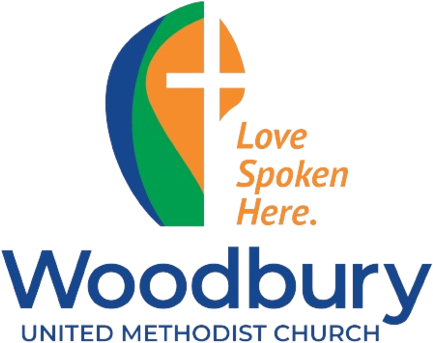 Love
Spoken
Here.
Woodbury
UNITED METHODIST CHURCH